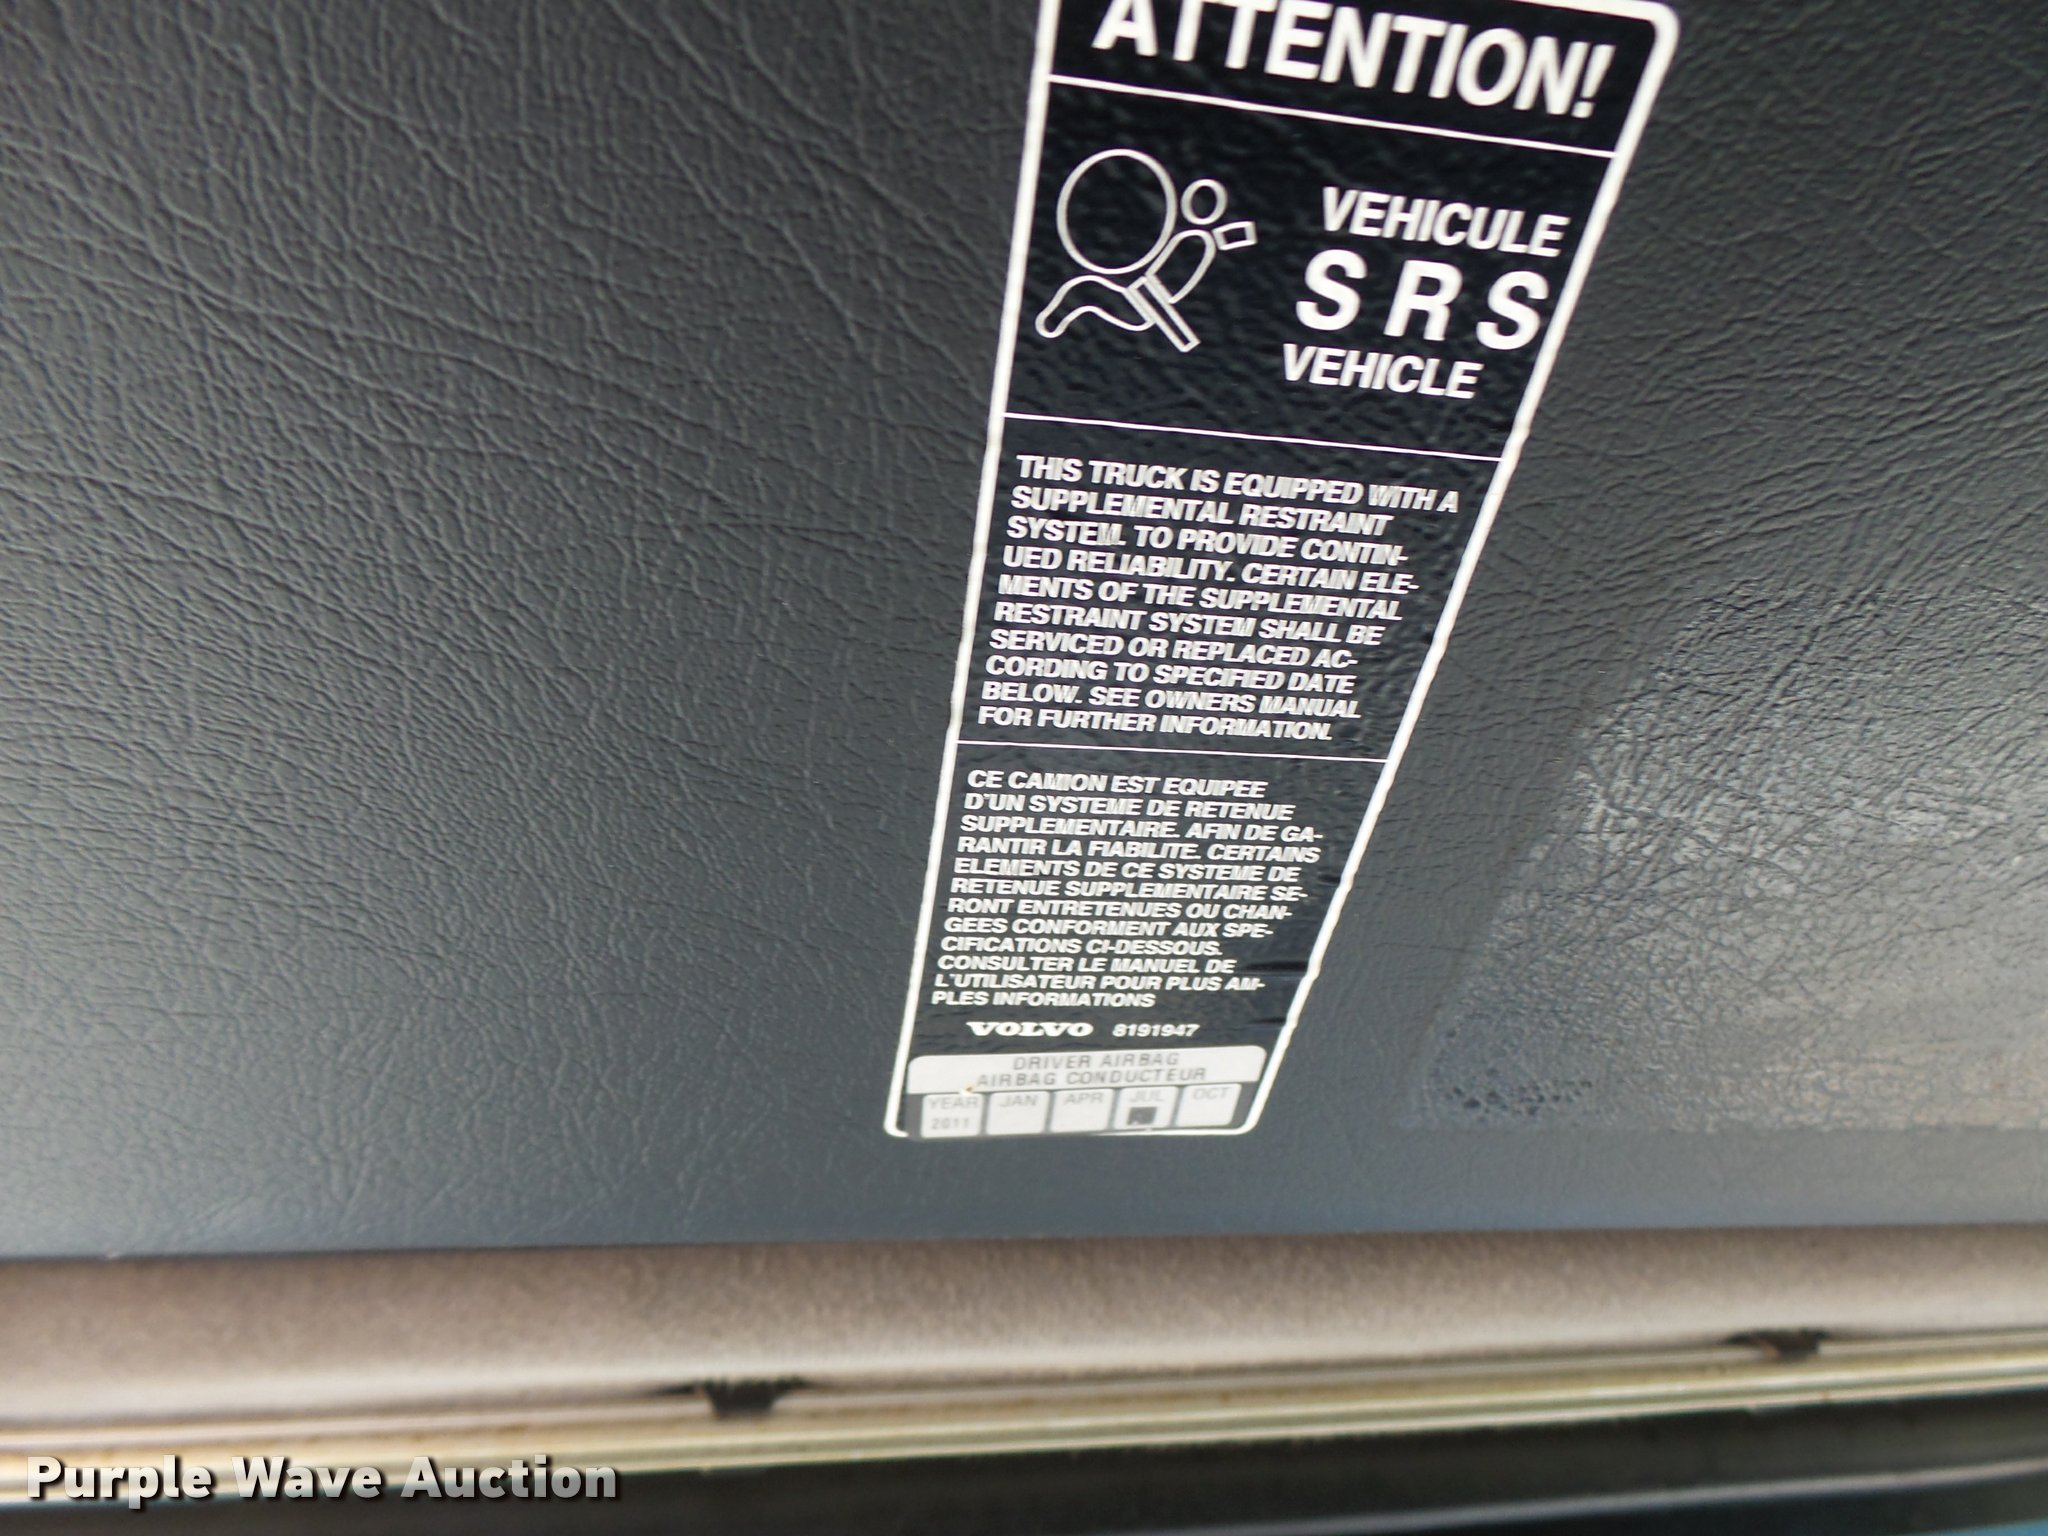 ATTENTION!
VEHICULE
SRS
VEHICLE
THIS TRUCK IS EQUIPPED WITH A
SUPPLEMENTAL RESTRAINT
SYSTEM. TO PROVIDE CONTIN-
UED RELIABILITY. CERTAIN ELE-
MENTS OF THE SUPPLEMENTAL
RESTRAINT SYSTEM SHALL BE
SERVICED OR REPLACED AC-
CORDING TO SPECIFIED DATE
BELOW. SEE OWNERS MANUAL
FOR FURTHER INFORMATION.
CE CAMION EST EQUIPEE
D'UN SYSTEME DE RETENUE
SUPPLEMENTAIRE. AFIN DE GA-
RANTIR LA FIABILITE. CERTAINS
ELEMENTS DE CE SYSTEME DE
RETENUE SUPPLEMENTAIRE SE-
RONT ENTRETENUES OU CHAN-
GEES CONFORMENT AUX SPE-
CIFICATIONS CI-DESSOUS.
CONSULTER LE MANUEL DE
L'UTILISATEUR POUR PLUS AM-
PLES INFORMATIONS
VOLVO 8191947
DRIVER AIRBAG
AIRBAG CONDUCTEUR
YEAR JAN APR JUL OCT
2011
Purple Wave Auction